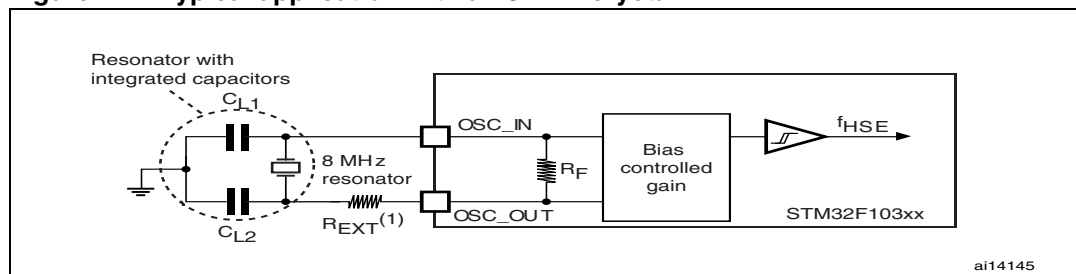 Resonator with
integrated capacitors
CL1
OSC_IN
fHSE
8 MHz
resonator
RF
Bias
controlled
gain
REXT(1)
OSC_OUT
STM32F103xx
CL2
ai14145